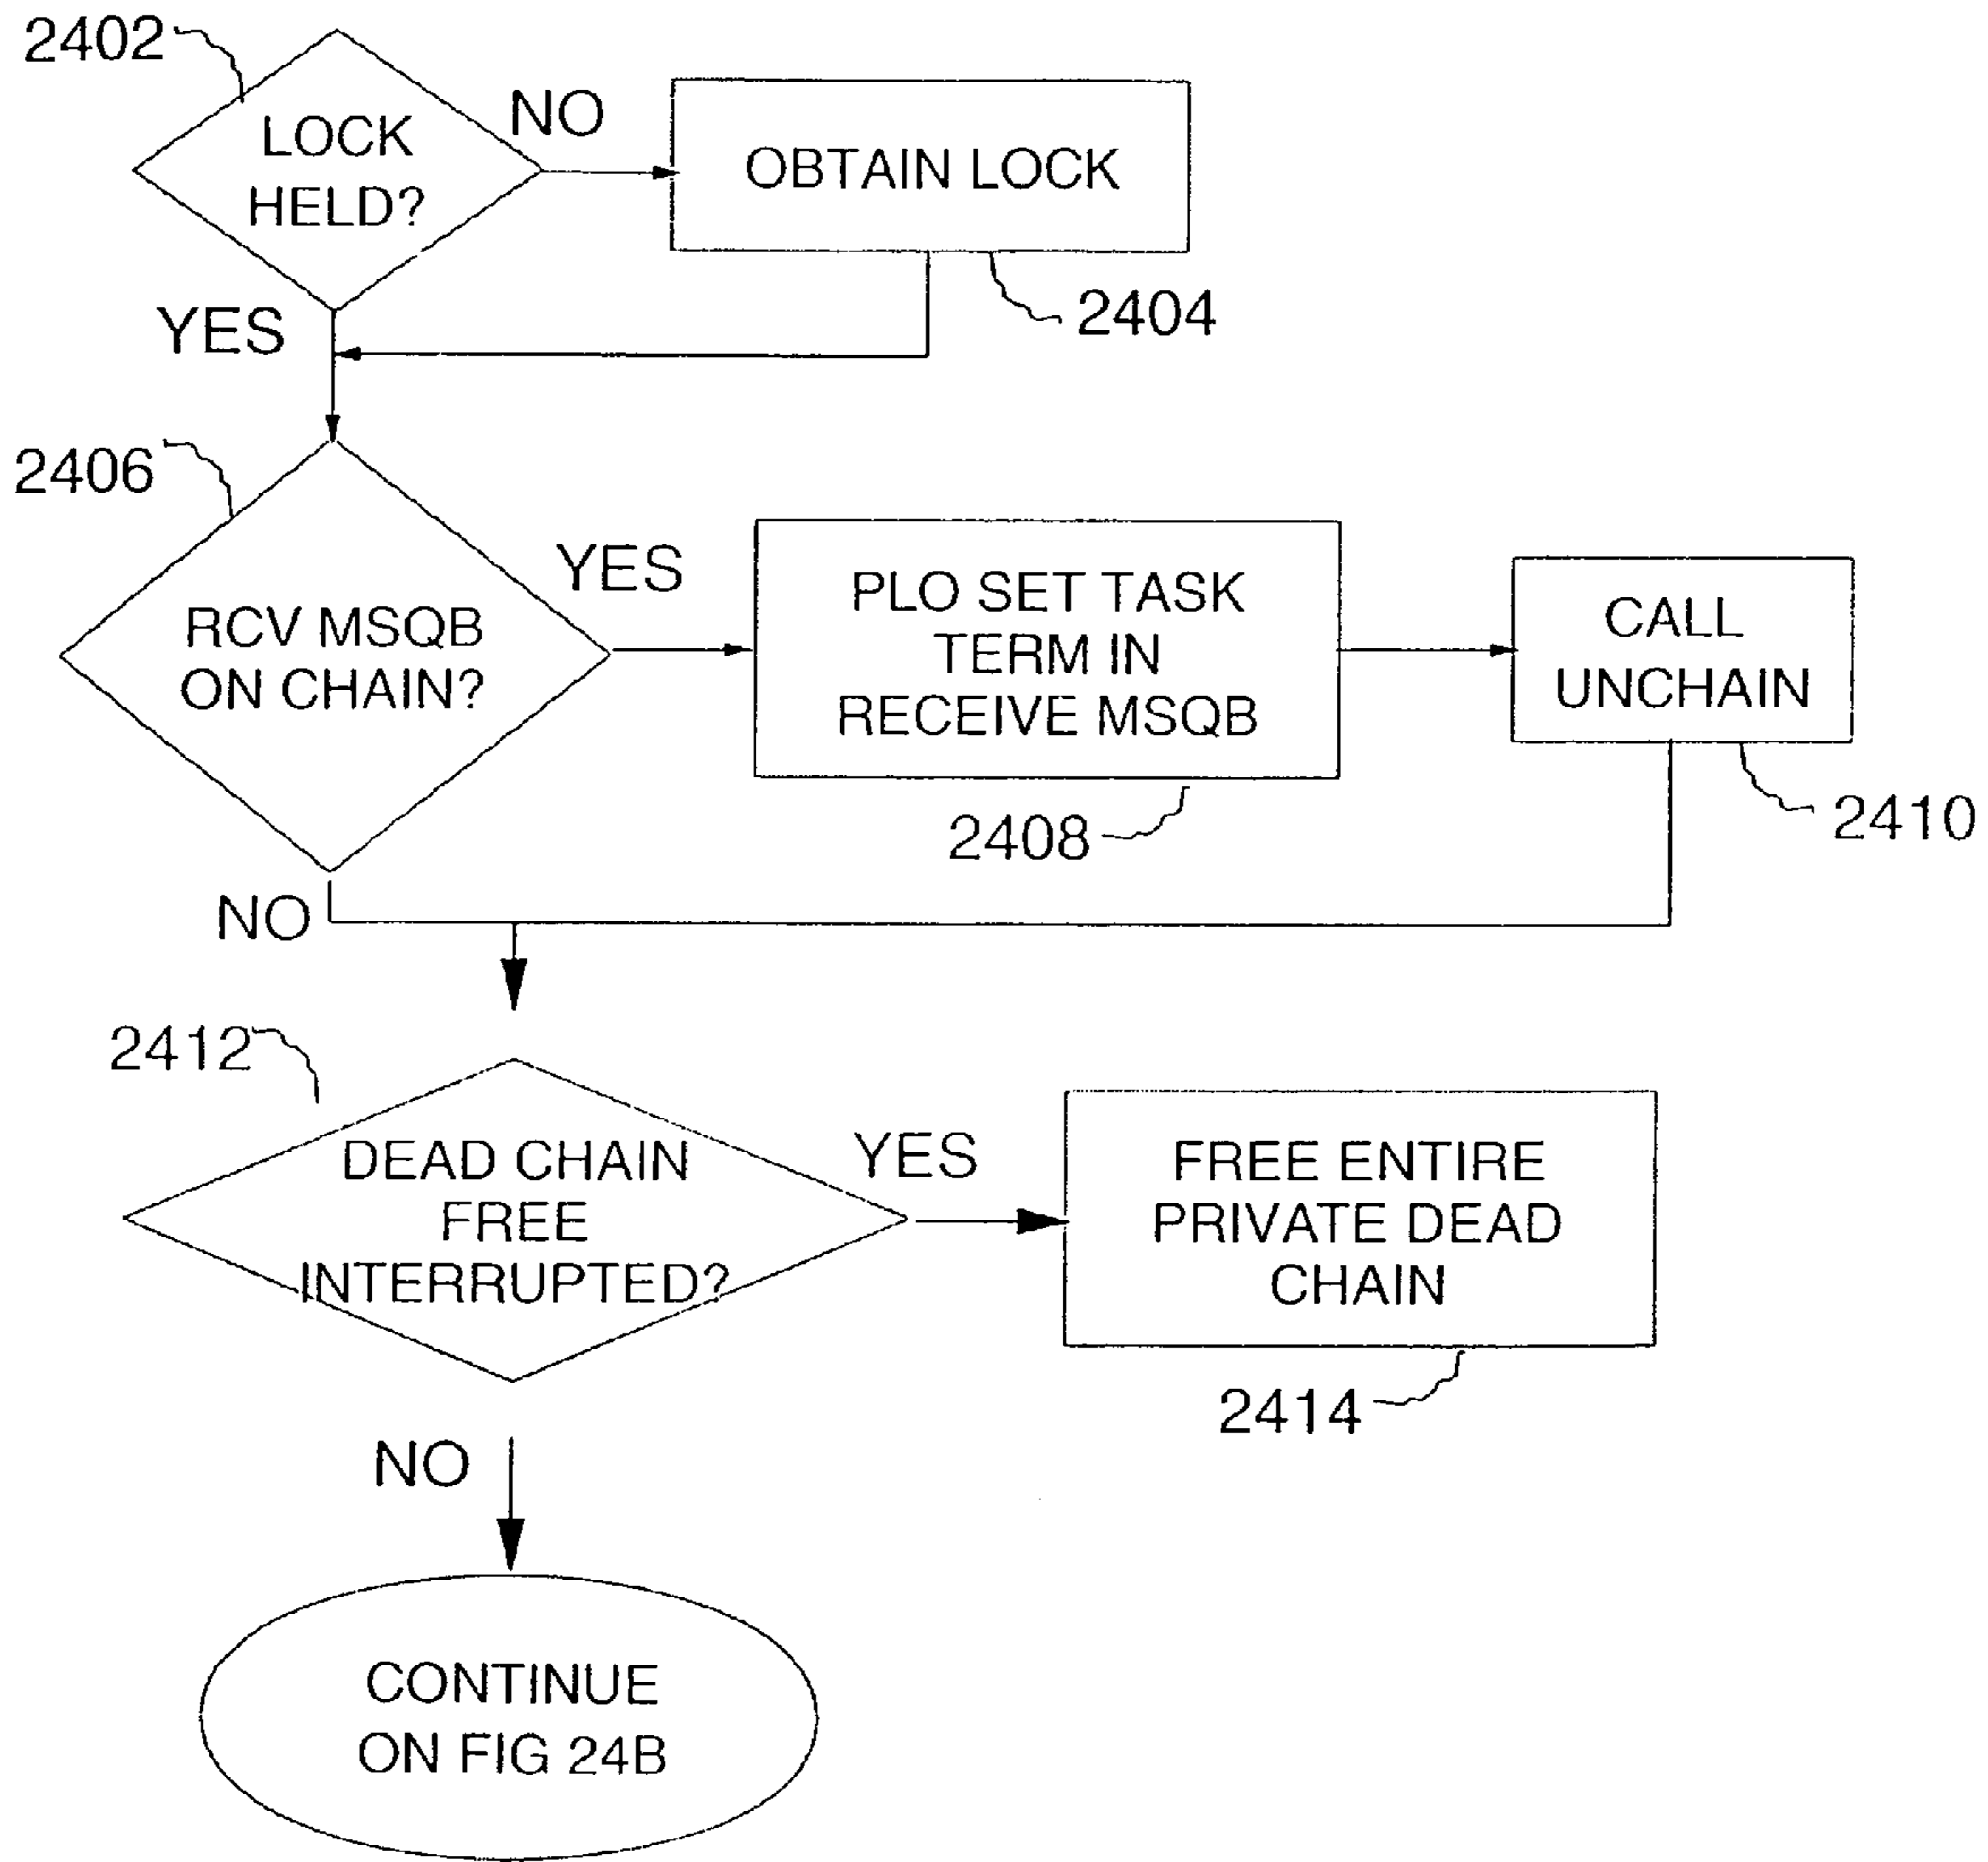 2402
LOCK
HELD?
NO
OBTAIN LOCK
2404
YES
2406
RCV MSQB
ON CHAIN?
YES
PLO SET TASK
TERM IN
RECEIVE MSQB
2408
CALL
UNCHAIN
2410
NO
2412
DEAD CHAIN
FREE
INTERRUPTED?
YES
FREE ENTIRE
PRIVATE DEAD
CHAIN
2414
NO
CONTINUE
ON FIG 24B